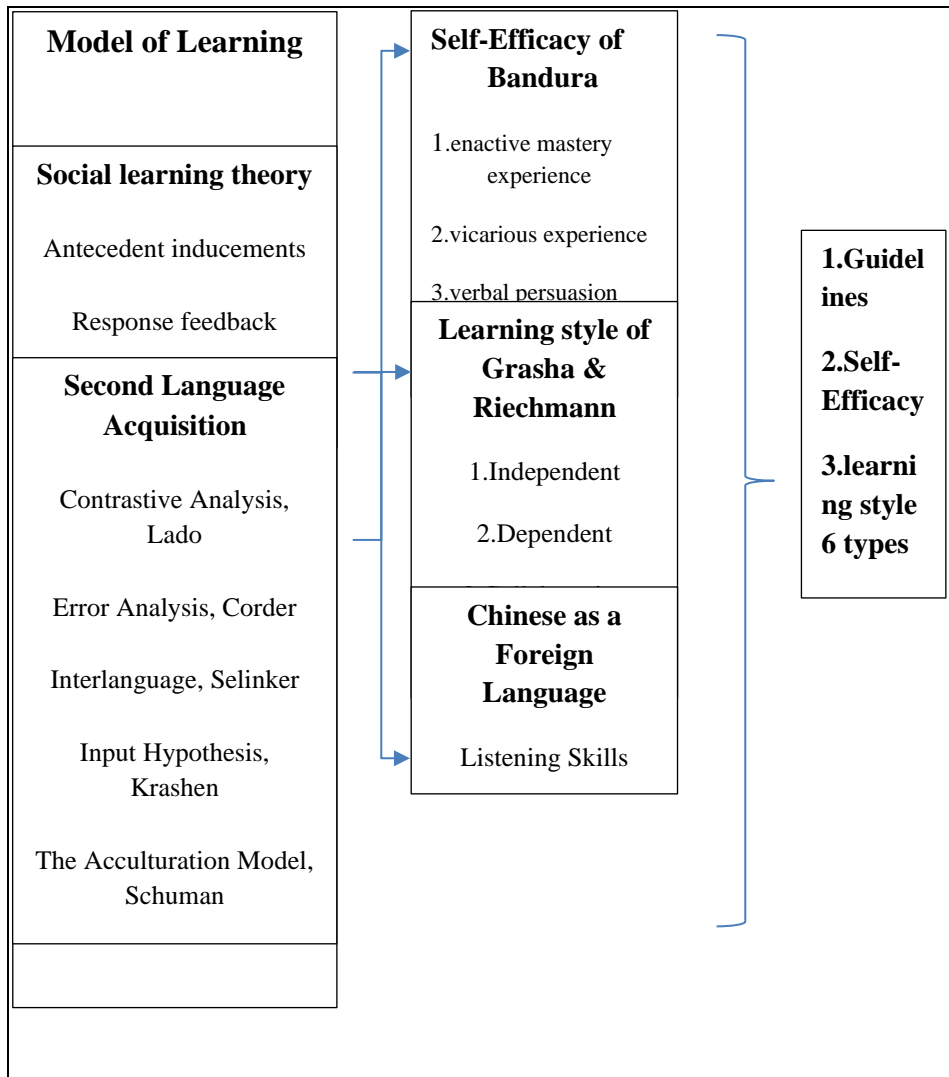 Model of Learning
Social learning theory
Antecedent inducements
Response feedback
Second Language
Acquisition
Contrastive Analysis,
Lado
Error Analysis, Corder
Interlanguage, Selinker
Input Hypothesis,
Krashen
The Acculturation Model,
Schuman
Self-Efficacy of
Bandura
1.enactive mastery
experience
2.vicarious experience
3.verbal persuasion
Learning style of
Grasha &
Riechmann
1.Independent
2.Dependent
Chinese as a
Foreign
Language
Listening Skills
1.Guidel
ines
2.Self-
Efficacy
3.learni
ng style
6 types